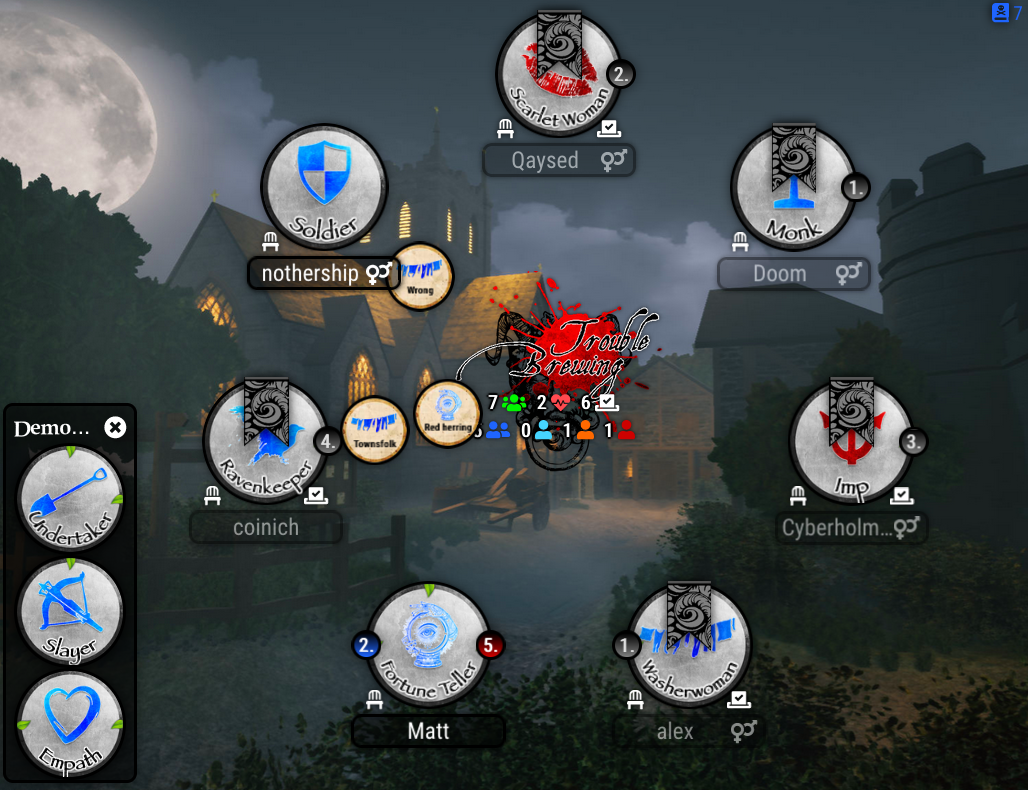 7
Scarlet Woman
2.
Qaysed
Soldier
nothership
Wrong
Monk
1.
Doom
Trouble
Brewing
7 2 6
5 0 1 1
Ravenkeeper
4.
Townsfolk
Red herring
coinich
Imp
3.
Cyberholm...
Demo...
Undertaker
Slayer
Empath
2.
Fortune Teller
5.
Matt
1.
Washerwoman
alex